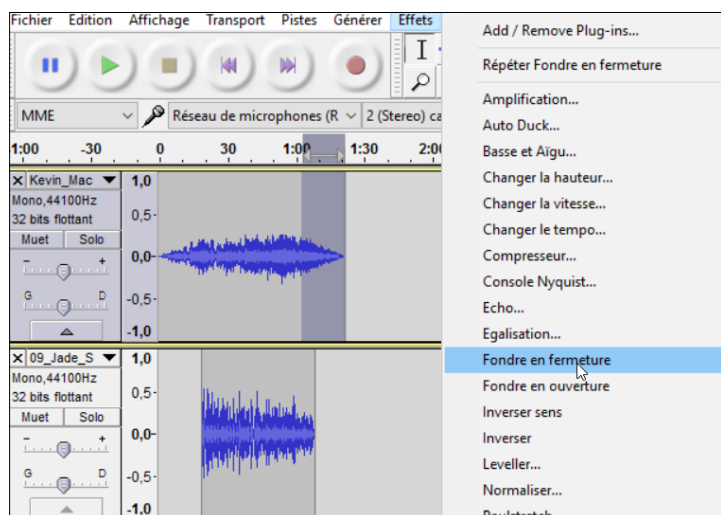 Fichier Edition Affichage Transport Pistes Générer Effets
MME Réseau de microphones (R 2 (Stereo) ca
1:00 -30 0 30 1:00 1:30 2:00
Kevin_Mac 1,0
Mono,44100Hz
32 bits flottant
0,5-
Muet Solo
0,0-
- +
G D -0,5-
-1,0
09_Jade_S 1,0
Mono,44100Hz
32 bits flottant
0,5-
Muet Solo
0,0-
- +
G D -0,5-
-1,0
Add / Remove Plug-ins...
Répéter Fondre en fermeture
Amplification...
Auto Duck...
Basse et Aïgu...
Changer la hauteur...
Changer la vitesse...
Changer le tempo...
Compresseur...
Console Nyquist...
Echo...
Egalisation...
Fondre en fermeture
Fondre en ouverture
Inverser sens
Inverser
Leveller...
Normaliser...